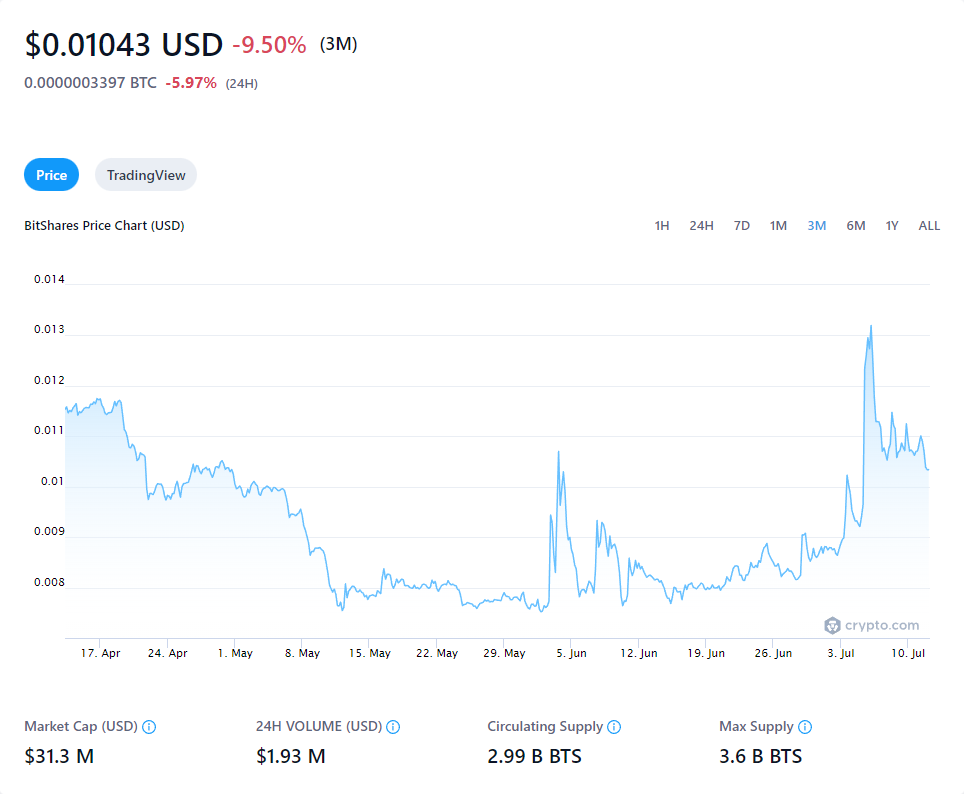 $0.01043 USD -9.50% (3M)
0.0000003397 BTC -5.97% (24H)
Price TradingView
BitShares Price Chart (USD) 1H 24H 7D 1M 3M 6M 1Y ALL
0.014
0.013
0.012
0.011
0.01
0.009
0.008
crypto.com
17. Apr 24. Apr 1. May 8. May 15. May 22. May 29. May 5. Jun 12. Jun 19. Jun 26. Jun 3. Jul 10. Jul
Market Cap (USD) 24H VOLUME (USD) Circulating Supply Max Supply
$31.3 M $1.93 M 2.99 B BTS 3.6 B BTS